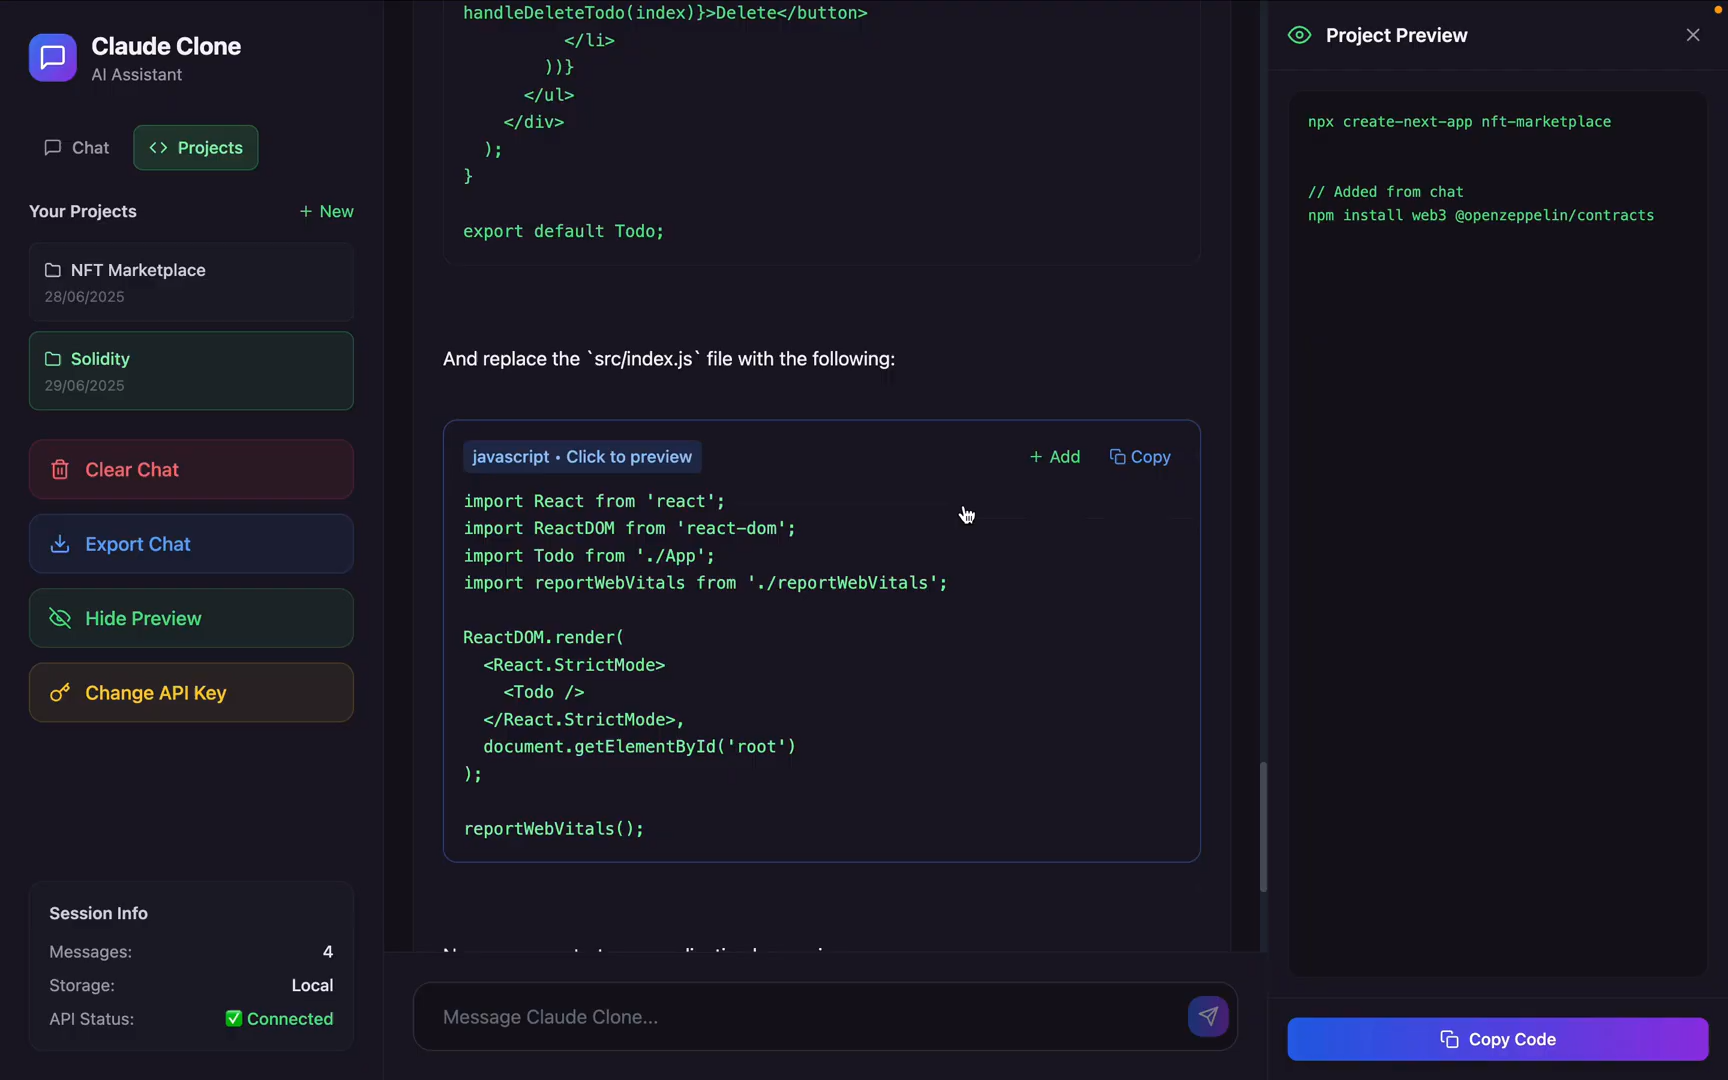 Claude Clone
AI Assistant
Chat
Projects
Your Projects
+ New
NFT Marketplace
28/06/2025
Solidity
29/06/2025
Clear Chat
Export Chat
Hide Preview
Change API Key
Session Info
Messages: 4
Storage: Local
API Status: ✅ Connected
handleDeleteTodo(index)}>Delete</button>
</li>
))}
</ul>
</div>
);
}
export default Todo;
And replace the `src/index.js` file with the following:
javascript • Click to preview
+ Add
Copy
import React from 'react';
import ReactDOM from 'react-dom';
import Todo from './App';
import reportWebVitals from './reportWebVitals';
ReactDOM.render(
<React.StrictMode>
<Todo />
</React.StrictMode>,
document.getElementById('root')
);
reportWebVitals();
Message Claude Clone...
Project Preview
npx create-next-app nft-marketplace
// Added from chat
npm install web3 @openzeppelin/contracts
Copy Code